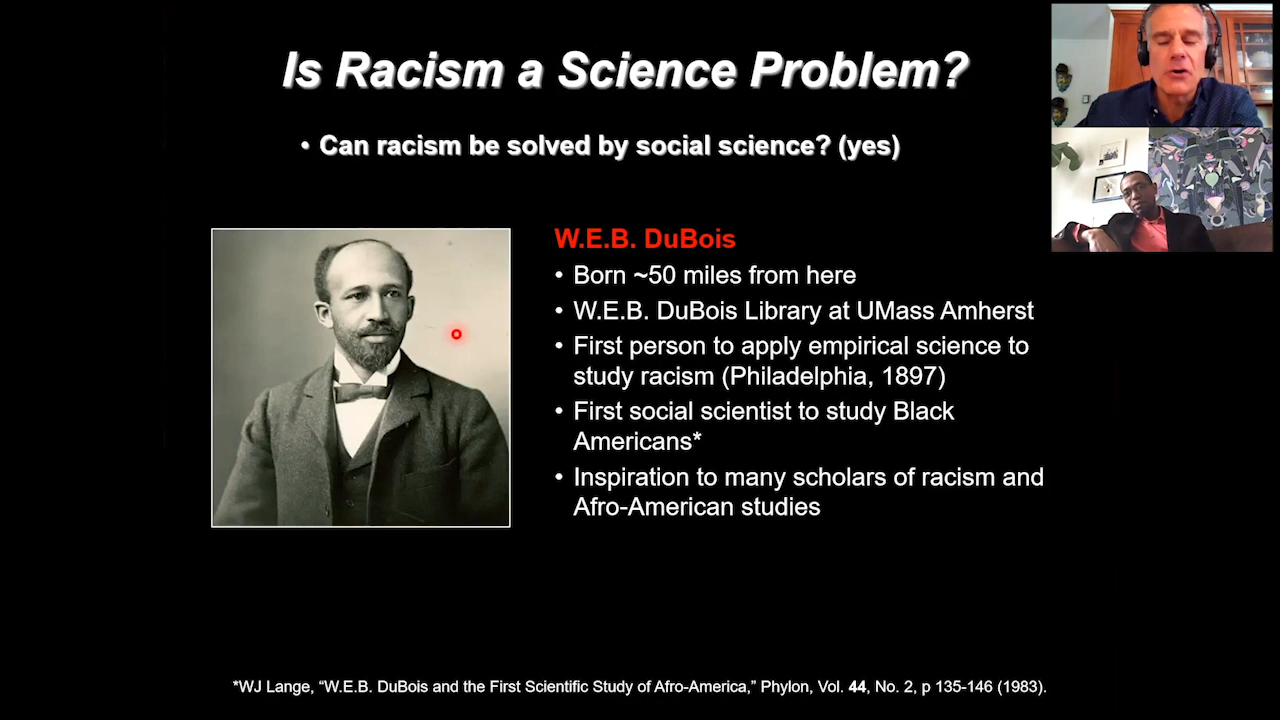 Is Racism a Science Problem?
• Can racism be solved by social science? (yes)
W.E.B. DuBois
• Born ~50 miles from here
• W.E.B. DuBois Library at UMass Amherst
• First person to apply empirical science to
study racism (Philadelphia, 1897)
• First social scientist to study Black
Americans*
• Inspiration to many scholars of racism and
Afro-American studies
*WJ Lange, “W.E.B. DuBois and the First Scientific Study of Afro-America,” Phylon, Vol. 44, No. 2, p 135-146 (1983).